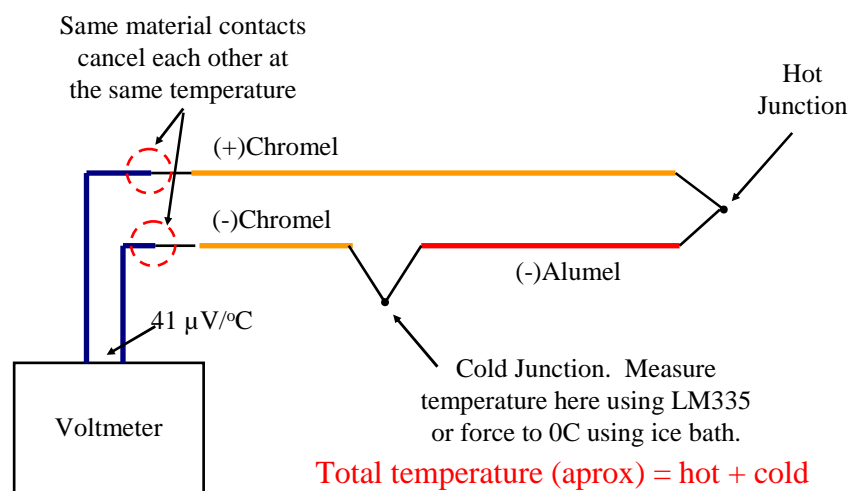 Same material contacts
cancel each other at
the same temperature
Hot
Junction
(+)Chromel
(-)Chromel
(-)Alumel
41 µV/°C
Cold Junction.  Measure
temperature here using LM335
or force to 0C using ice bath.
Voltmeter
Total temperature (aprox) = hot + cold